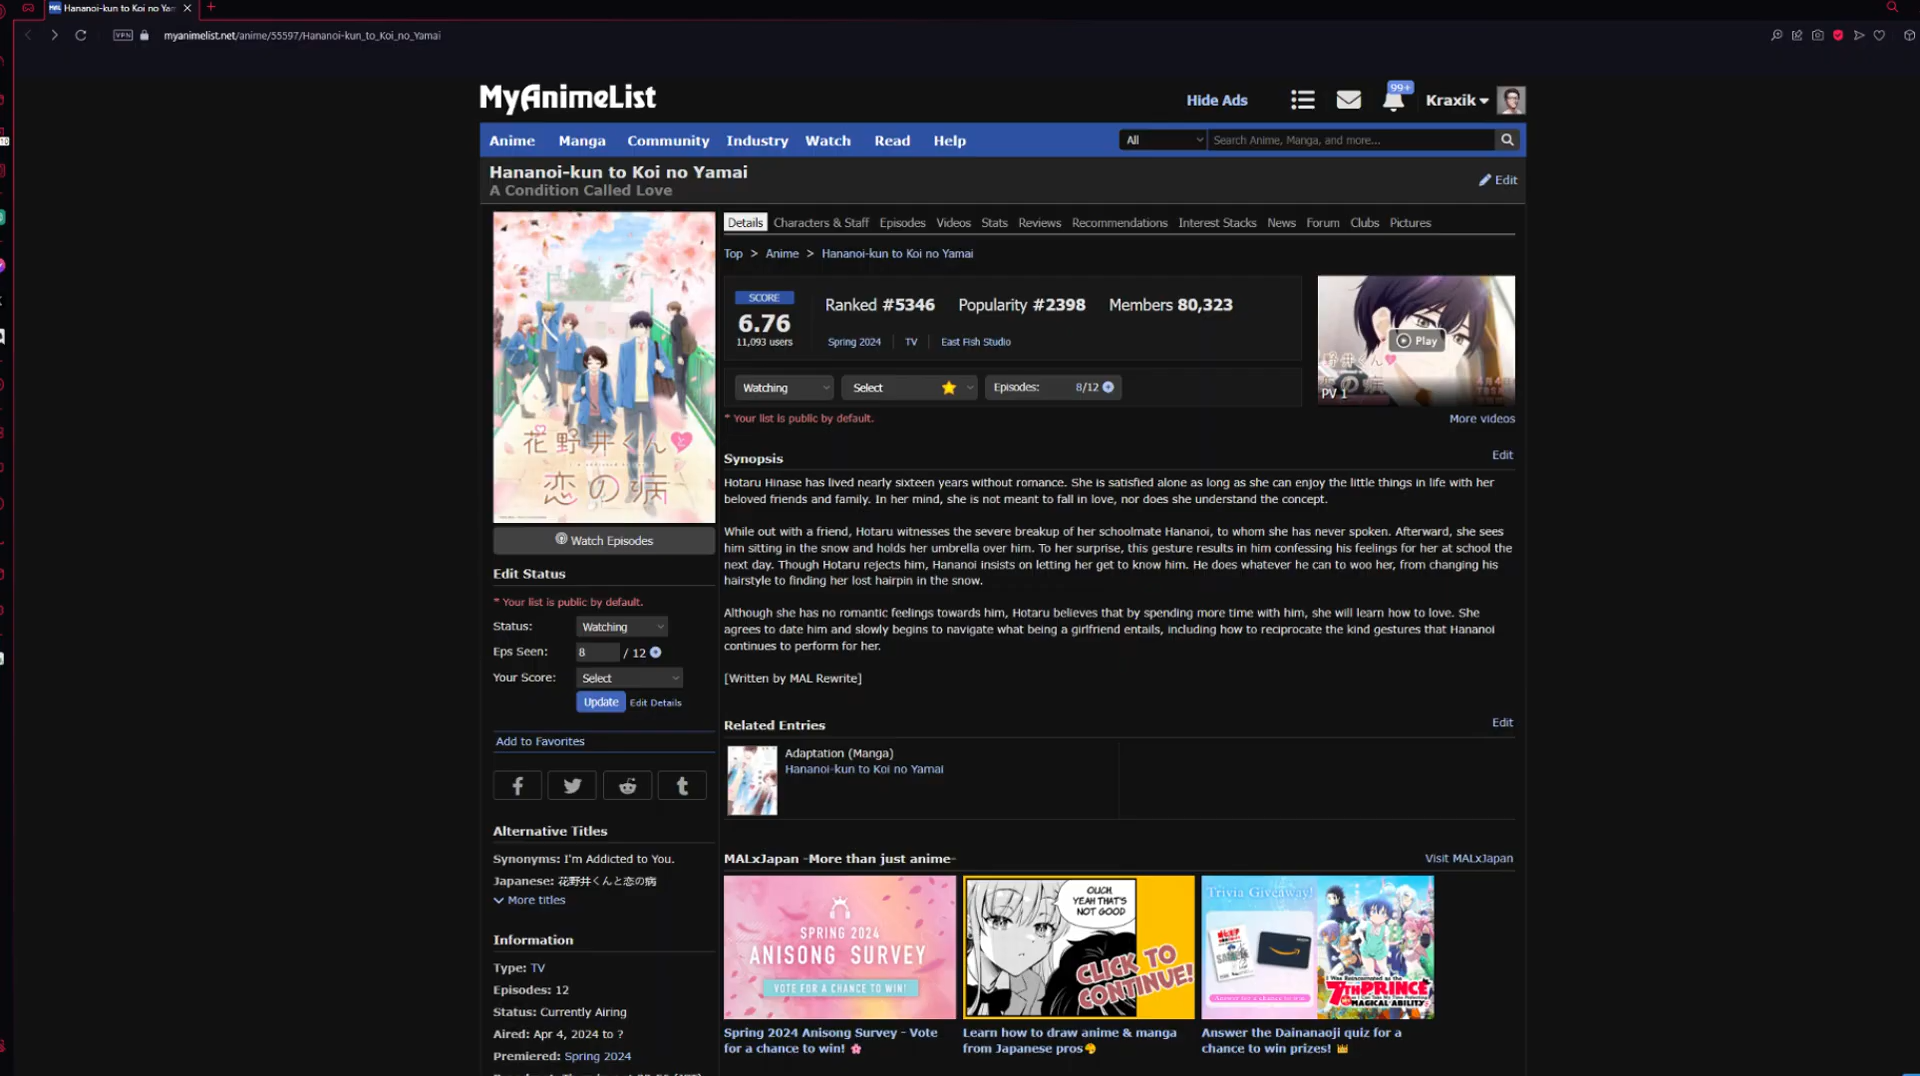 Hananoi-kun to Koi no Yam
VPN
myanimelist.net/anime/55597/Hananoi-kun_to_Koi_no_Yamai
MyAnimeList
Hide Ads
99+
Kraxik
Anime Manga Community Industry Watch Read Help
All
Search Anime, Manga, and more...
Hananoi-kun to Koi no Yamai
A Condition Called Love
Edit
花野井くんと
恋の病
Details Characters & Staff Episodes Videos Stats Reviews Recommendations Interest Stacks News Forum Clubs Pictures
Top > Anime > Hananoi-kun to Koi no Yamai
SCORE
6.76
11,093 users
Ranked #5346 Popularity #2398 Members 80,323
Spring 2024 TV East Fish Studio
Watching
Select
Episodes: 8/12
* Your list is public by default.
Play
PV 1
More videos
Synopsis
Edit
Hotaru Hinase has lived nearly sixteen years without romance. She is satisfied alone as long as she can enjoy the little things in life with her
beloved friends and family. In her mind, she is not meant to fall in love, nor does she understand the concept.
While out with a friend, Hotaru witnesses the severe breakup of her schoolmate Hananoi, to whom she has never spoken. Afterward, she sees
him sitting in the snow and holds her umbrella over him. To her surprise, this gesture results in him confessing his feelings for her at school the
next day. Though Hotaru rejects him, Hananoi insists on letting her get to know him. He does whatever he can to woo her, from changing his
hairstyle to finding her lost hairpin in the snow.
Although she has no romantic feelings towards him, Hotaru believes that by spending more time with him, she will learn how to love. She
agrees to date him and slowly begins to navigate what being a girlfriend entails, including how to reciprocate the kind gestures that Hananoi
continues to perform for her.
[Written by MAL Rewrite]
Watch Episodes
Edit Status
* Your list is public by default.
Status: Watching
Eps Seen: 8 / 12
Your Score: Select
Update Edit Details
Add to Favorites
Related Entries
Edit
Adaptation (Manga)
Hananoi-kun to Koi no Yamai
Alternative Titles
Synonyms: I'm Addicted to You.
Japanese: 花野井くんと恋の病
More titles
Information
Type: TV
Episodes: 12
Status: Currently Airing
Aired: Apr 4, 2024 to ?
Premiered: Spring 2024
MALxJapan -More than just anime-
Visit MALxJapan
SPRING 2024
ANISONG SURVEY
VOTE FOR A CHANCE TO WIN!
OUCH,
YEAH THAT'S
NOT GOOD
CLICK TO
CONTINUE!
Trivia Giveaway!
7TH PRINCE
Spring 2024 Anisong Survey - Vote
for a chance to win!
Learn how to draw anime & manga
from Japanese pros
Answer the Dainanaoji quiz for a
chance to win prizes!